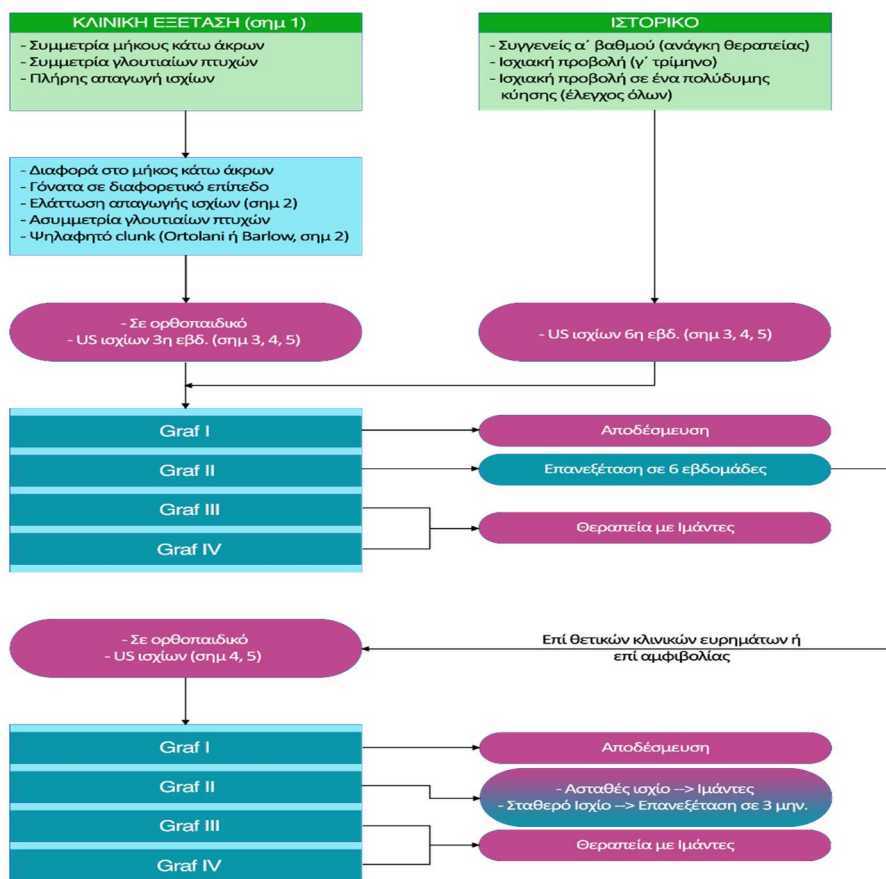 ΚΛΙΝΙΚΗ ΕΞΕΤΑΣΗ (σημ 1)
- Συμμετρία μήκους κάτω άκρων
- Συμμετρία γλουτιαίων πτυχών
- Πλήρης απαγωγή ισχίων
ΙΣΤΟΡΙΚΟ
- Συγγενείς α΄ βαθμού (ανάγκη θεραπείας)
- Ισχιακή προβολή (γ΄ τρίμηνο)
- Ισχιακή προβολή σε ένα πολύδυμης
κύησης (έλεγχος όλων)
- Διαφορά στο μήκος κάτω άκρων
- Γόνατα σε διαφορετικό επίπεδο
- Ελάττωση απαγωγής ισχίων (σημ 2)
- Ασυμμετρία γλουτιαίων πτυχών
- Ψηλαφητό clunk (Ortolani ή Barlow, σημ 2)
- Σε ορθοπαιδικό
- US ισχίων 3η εβδ. (σημ 3, 4, 5)
- US ισχίων 6η εβδ. (σημ 3, 4, 5)
Graf I
Αποδέσμευση
Graf II
Επανεξέταση σε 6 εβδομάδες
Graf III
Θεραπεία με Ιμάντες
Graf IV
- Σε ορθοπαιδικό
- US ισχίων (σημ 4, 5)
Επί θετικών κλινικών ευρημάτων ή
επί αμφιβολίας
Graf I
Αποδέσμευση
Graf II
- Ασταθές ισχίο --> Ιμάντες
- Σταθερό Ισχίο --> Επανεξέταση σε 3 μην.
Graf III
Θεραπεία με Ιμάντες
Graf IV